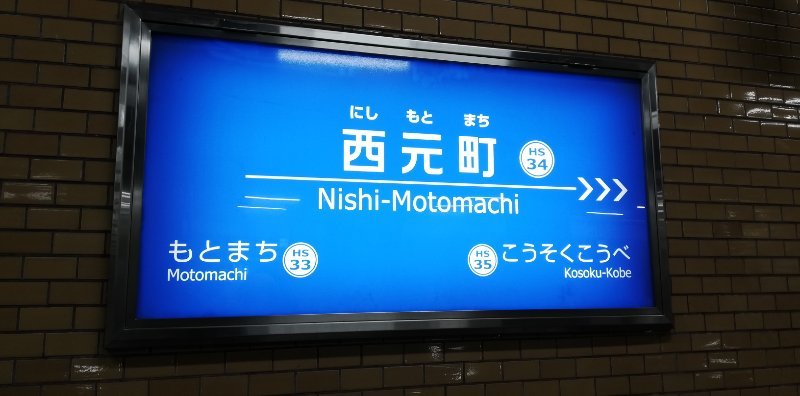 にし もと まち
西元町 HS 34
Nishi-Motomachi
もとまち HS 33
Motomachi
HS 35 こうそくこうべ
Kosoku-Kobe